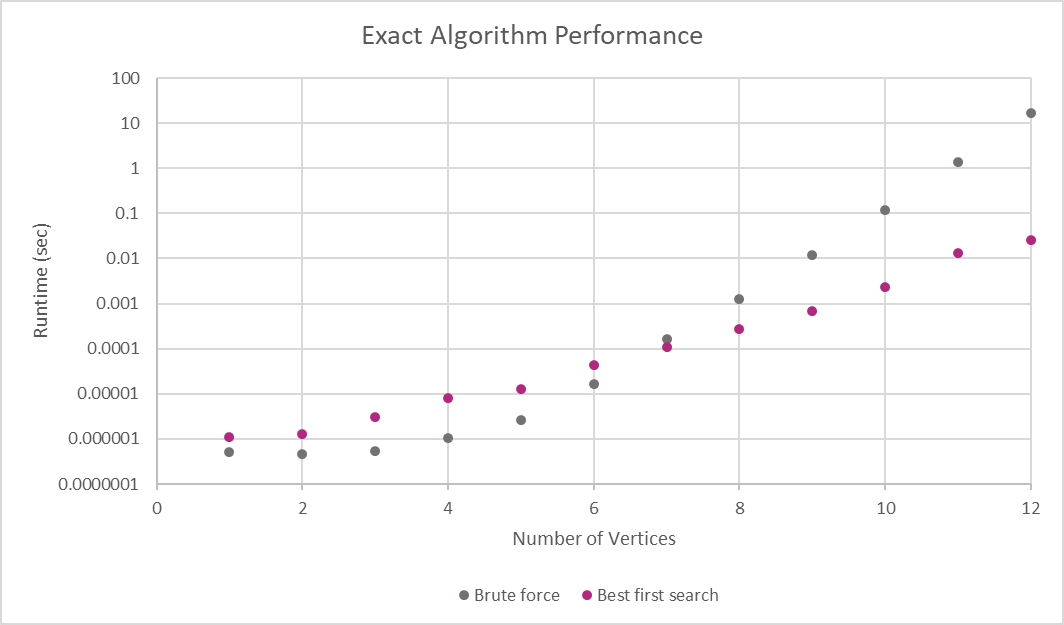 Exact Algorithm Performance
100
10
1
0.1
0.01
0.001
0.0001
0.00001
0.000001
0.0000001
Runtime (sec)
0 2 4 6 8 10 12
Number of Vertices
Brute force Best first search